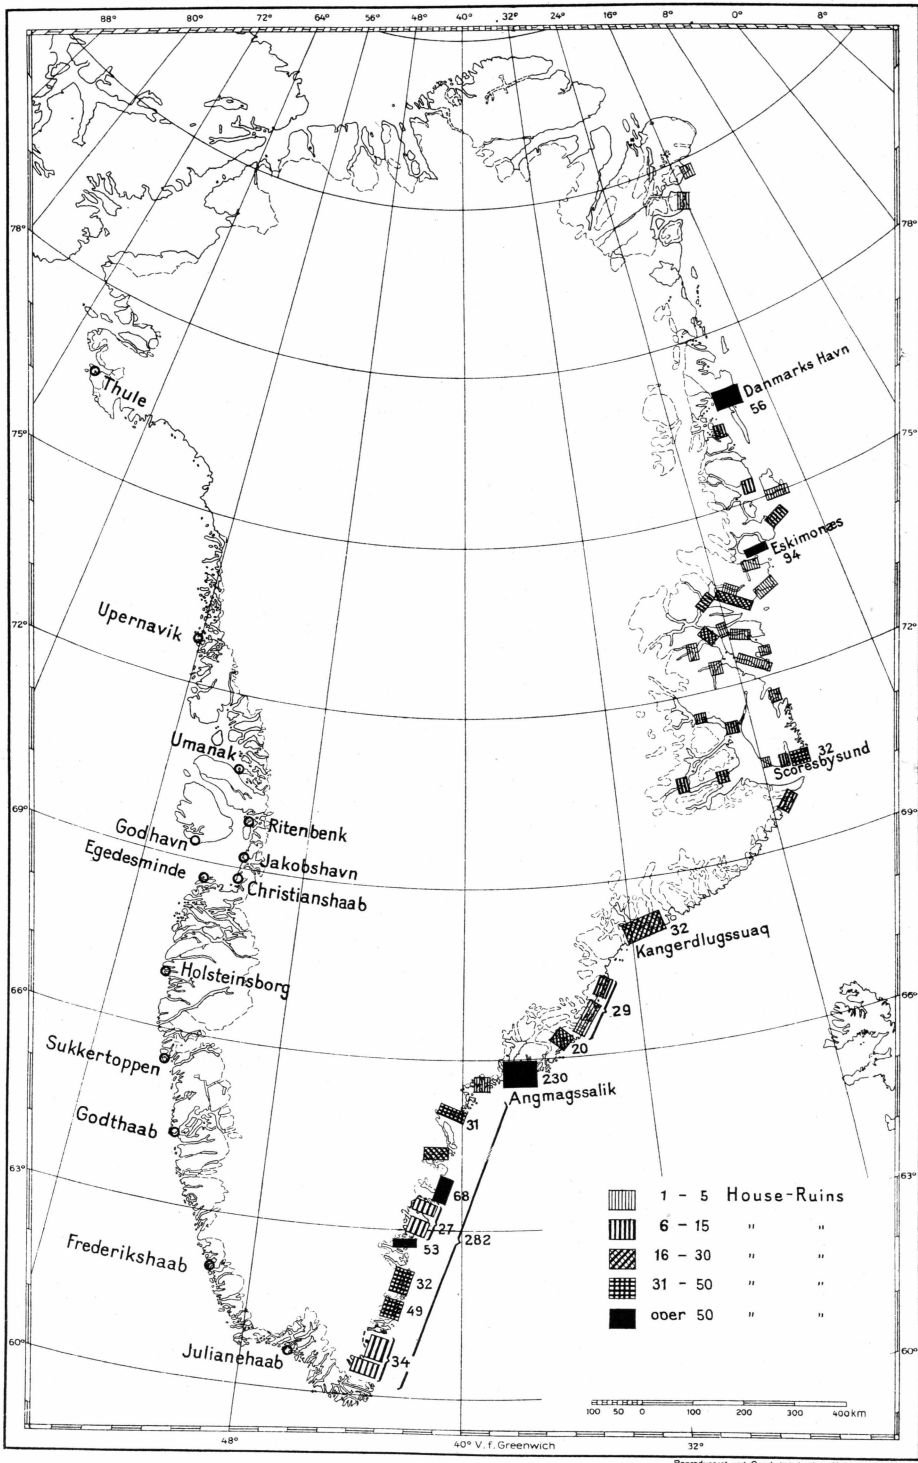 88° 80° 72° 64° 56° 48° 40° 32° 24° 16° 8° 0° 8°
78° 78°
Thule
Danmarks Havn
56
75° 75°
Eskimonæs
94
Upernavik
72° 72°
Umanak
32
Scoresbysund
69° 69°
Godhavn
Ritenbenk
Egedesminde
Jakobshavn
Christianshaab
32
Kangerdlugssuaq
Holsteinsborg
66° 66°
29
20
Sukkertoppen
230
Angmagssalik
31
Godthaab
63° 63°
68
27
282
53
Frederikshaab
32
49
60° 60°
Julianehaab
34
1 - 5 House-Ruins
6 - 15 " "
16 - 30 " "
31 - 50 " "
over 50 " "
100 50 0 100 200 300 400 km
48° 40° V. f. Greenwich 32°